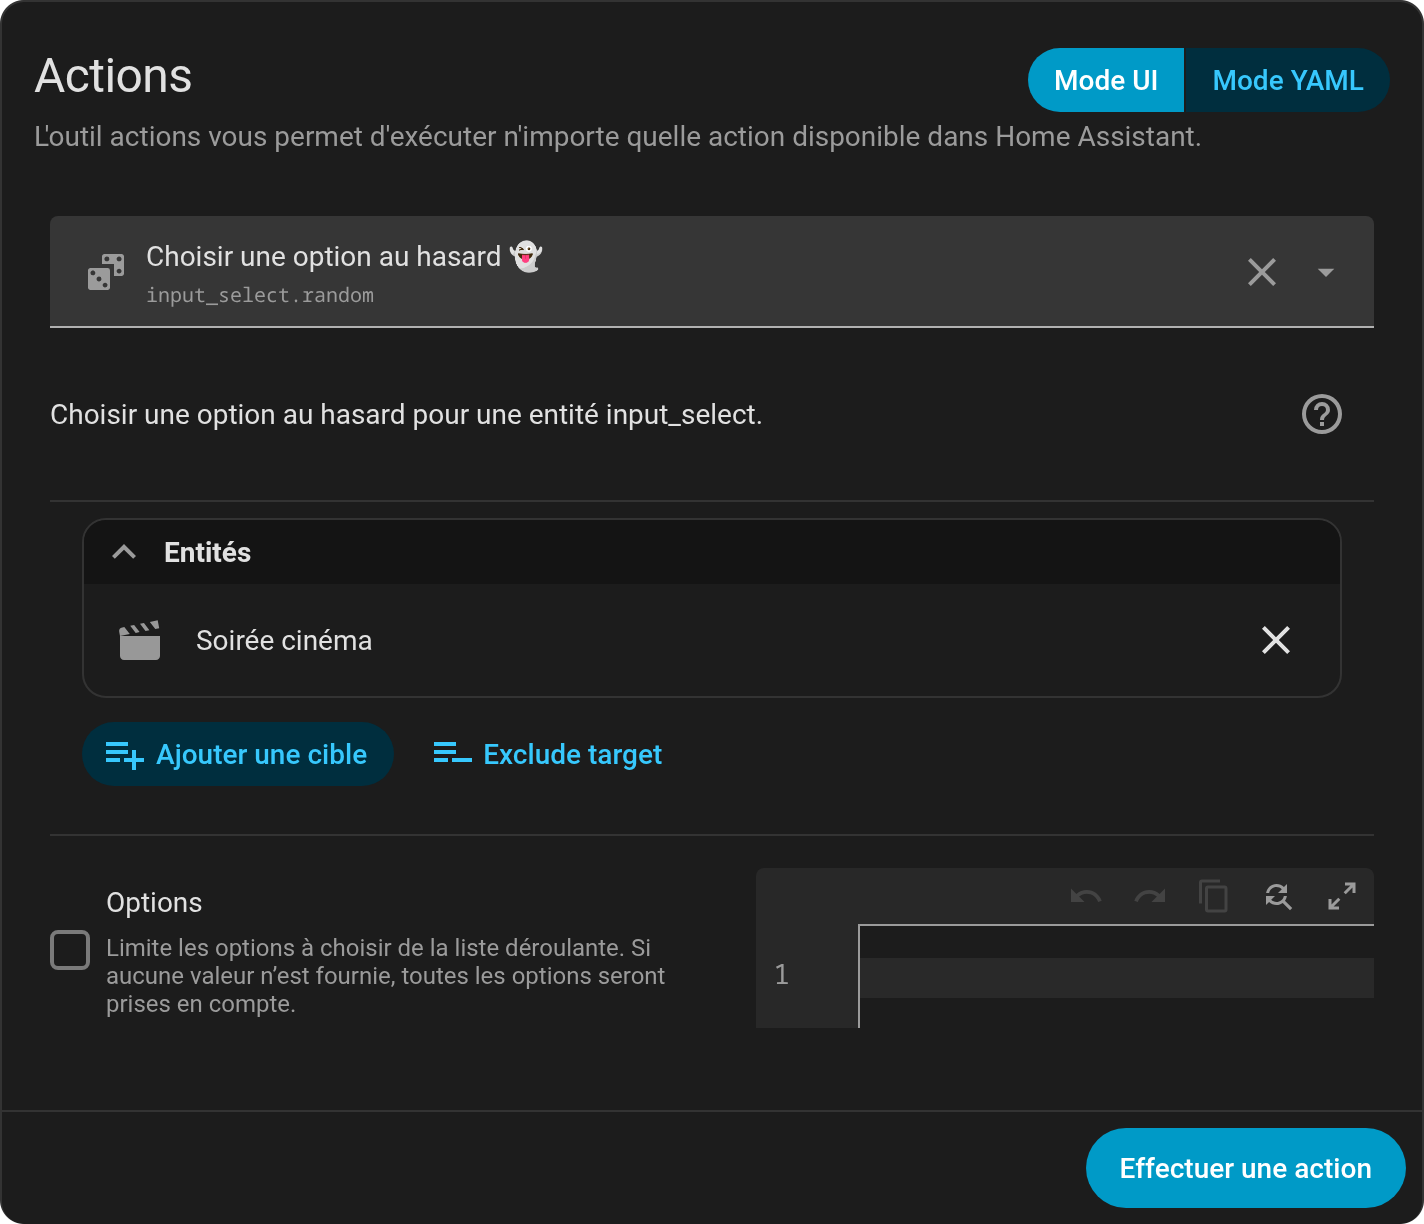 Actions
Mode UI
Mode YAML
L'outil actions vous permet d'exécuter n'importe quelle action disponible dans Home Assistant.
Choisir une option au hasard 👻
input_select.random
Choisir une option au hasard pour une entité input_select.
Entités
Soirée cinéma
Ajouter une cible
Exclude target
Options
Limite les options à choisir de la liste déroulante. Si
aucune valeur n’est fournie, toutes les options seront
prises en compte.
1
Effectuer une action